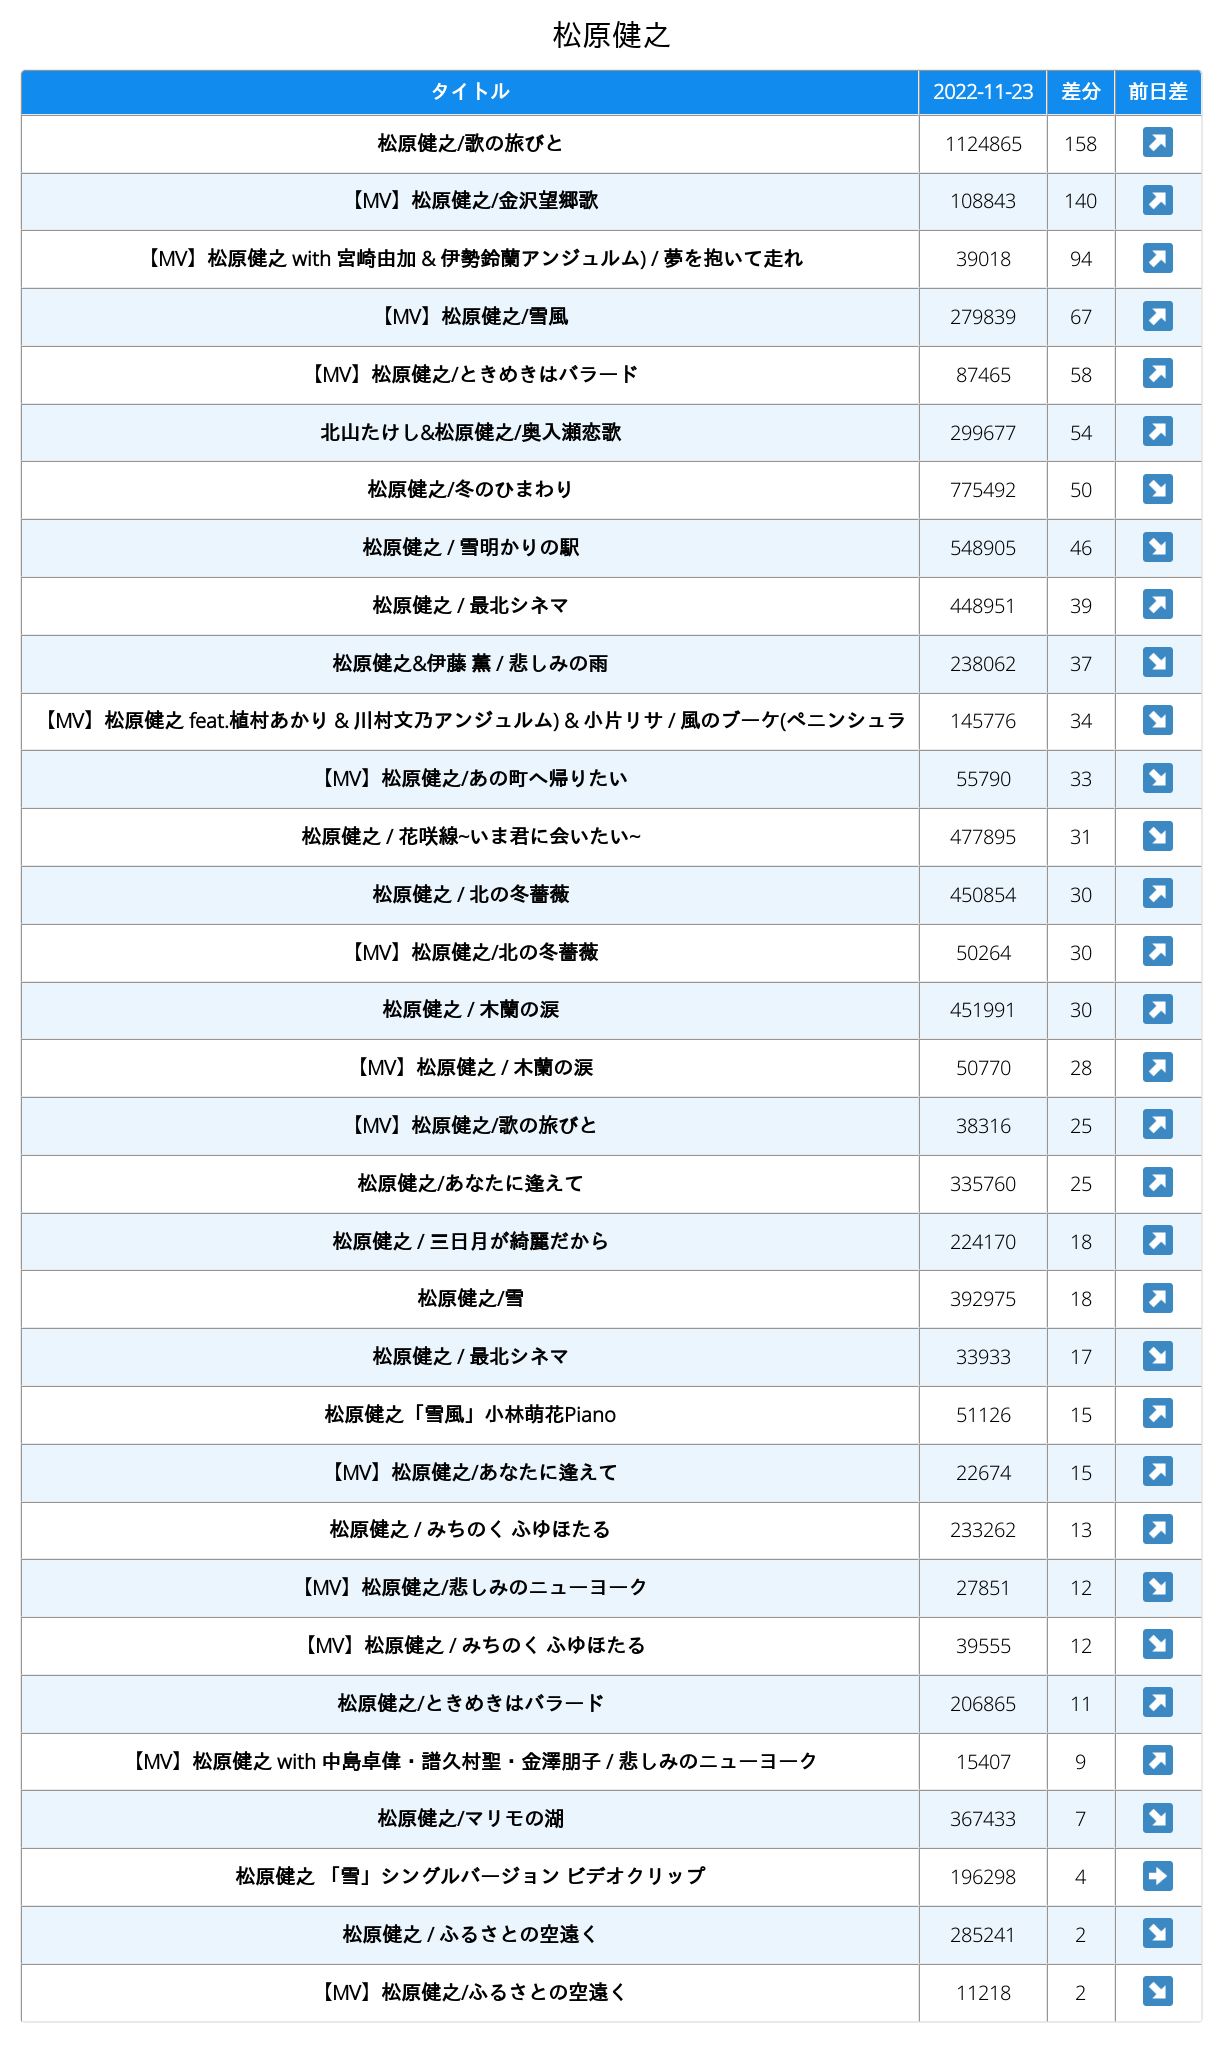 松原健之
タイトル 2022-11-23 差分 前日差
松原健之/歌の旅びと 1124865 158 ↗
【MV】松原健之/金沢望郷歌 108843 140 ↗
【MV】松原健之 with 宮崎由加 & 伊勢鈴蘭アンジュルム) / 夢を抱いて走れ 39018 94 ↗
【MV】松原健之/雪風 279839 67 ↗
【MV】松原健之/ときめきはバラード 87465 58 ↗
北山たけし&松原健之/奥入瀬恋歌 299677 54 ↗
松原健之/冬のひまわり 775492 50 ↘
松原健之 / 雪明かりの駅 548905 46 ↘
松原健之 / 最北シネマ 448951 39 ↗
松原健之&伊藤 薫 / 悲しみの雨 238062 37 ↘
【MV】松原健之 feat.植村あかり & 川村文乃アンジュルム) & 小片リサ / 風のブーケ(ペニンシュラ 145776 34 ↘
【MV】松原健之/あの町へ帰りたい 55790 33 ↘
松原健之 / 花咲線~いま君に会いたい~ 477895 31 ↘
松原健之 / 北の冬薔薇 450854 30 ↗
【MV】松原健之/北の冬薔薇 50264 30 ↗
松原健之 / 木蘭の涙 451991 30 ↗
【MV】松原健之 / 木蘭の涙 50770 28 ↗
【MV】松原健之/歌の旅びと 38316 25 ↗
松原健之/あなたに逢えて 335760 25 ↗
松原健之 / 三日月が綺麗だから 224170 18 ↗
松原健之/雪 392975 18 ↗
松原健之 / 最北シネマ 33933 17 ↘
松原健之「雪風」小林萌花Piano 51126 15 ↗
【MV】松原健之/あなたに逢えて 22674 15 ↗
松原健之 / みちのく ふゆほたる 233262 13 ↗
【MV】松原健之/悲しみのニューヨーク 27851 12 ↘
【MV】松原健之 / みちのく ふゆほたる 39555 12 ↘
松原健之/ときめきはバラード 206865 11 ↗
【MV】松原健之 with 中島卓偉・譜久村聖・金澤朋子 / 悲しみのニューヨーク 15407 9 ↗
松原健之/マリモの湖 367433 7 ↘
松原健之 「雪」シングルバージョン ビデオクリップ 196298 4 ➡
松原健之 / ふるさとの空遠く 285241 2 ↘
【MV】松原健之/ふるさとの空遠く 11218 2 ↘